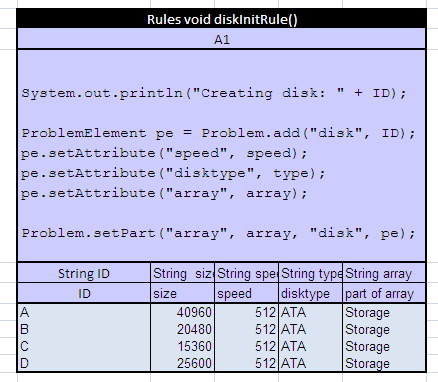 Rules void diskInitRule()
A1
System.out.println("Creating disk: " + ID);
ProblemElement pe = Problem.add("disk", ID);
pe.setAttribute("speed", speed);
pe.setAttribute("disktype", type);
pe.setAttribute("array", array);
Problem.setPart("array", array, "disk", pe);
String ID String siz String spe String type String array
ID size speed disktype part of array
A 40960 512 ATA Storage
B 20480 512 ATA Storage
C 15360 512 ATA Storage
D 25600 512 ATA Storage